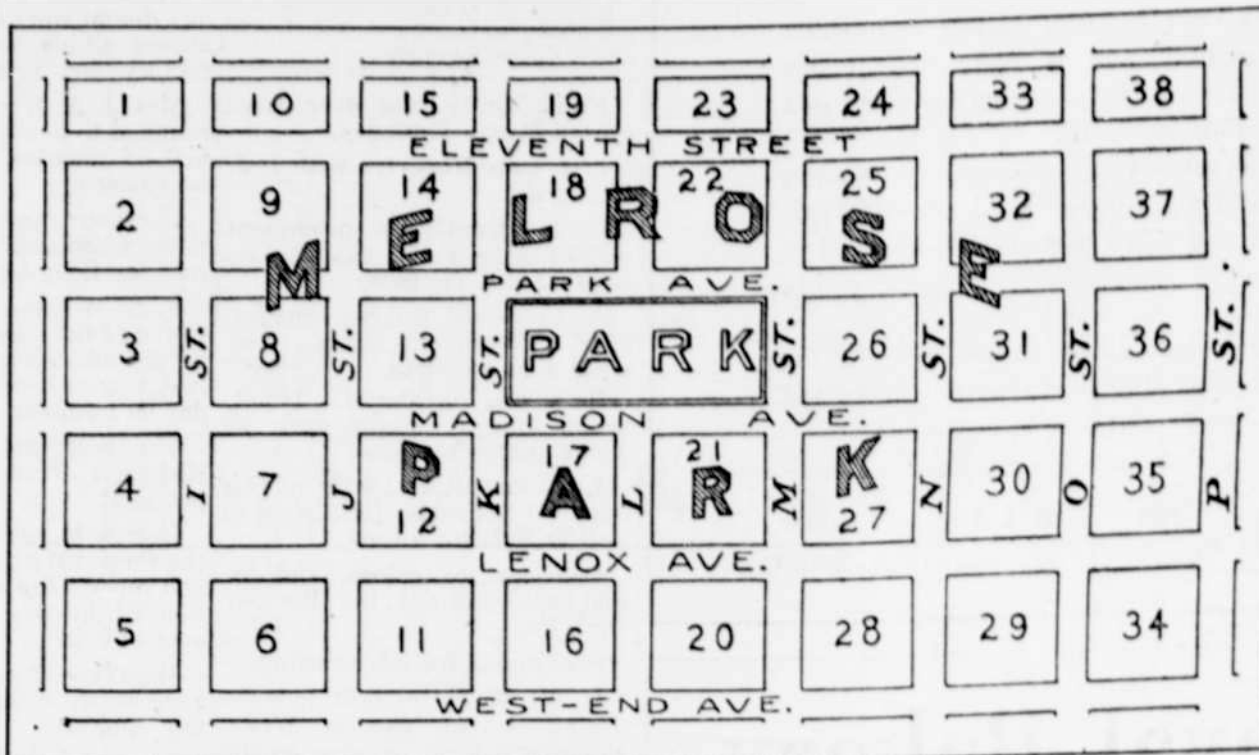 1 10 15 19 23 24 33 38
ELEVENTH STREET
2 9 14 18 22 25 32 37
MELROSE
PARK AVE.
3 8 13 PARK 26 31 36
ST. ST. ST. ST. ST. ST. ST.
MADISON AVE.
4 7 12 17 21 27 30 35
PARK
I J K L M N O P
LENOX AVE.
5 6 11 16 20 28 29 34
WEST-END AVE.